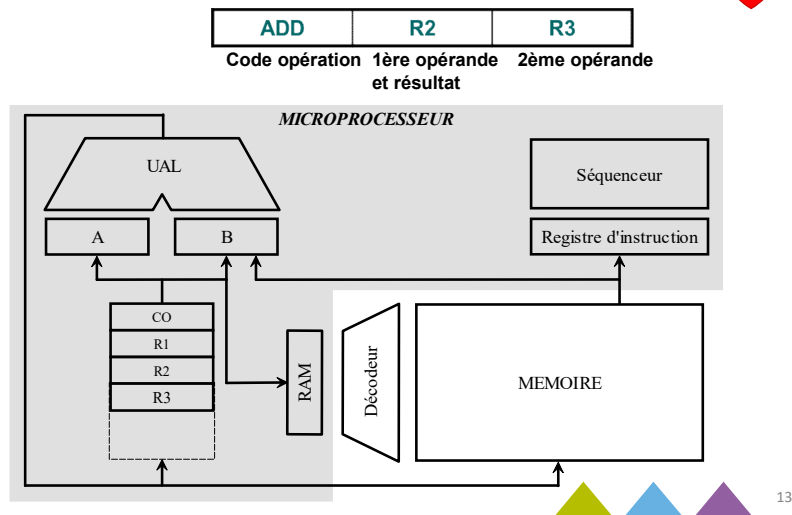 ADD R2 R3
Code opération 1ère opérande 2ème opérande
et résultat
MICROPROCESSEUR
UAL
Séquenceur
A B Registre d'instruction
CO
R1
R2
R3
RAM
Décodeur
MEMOIRE
13